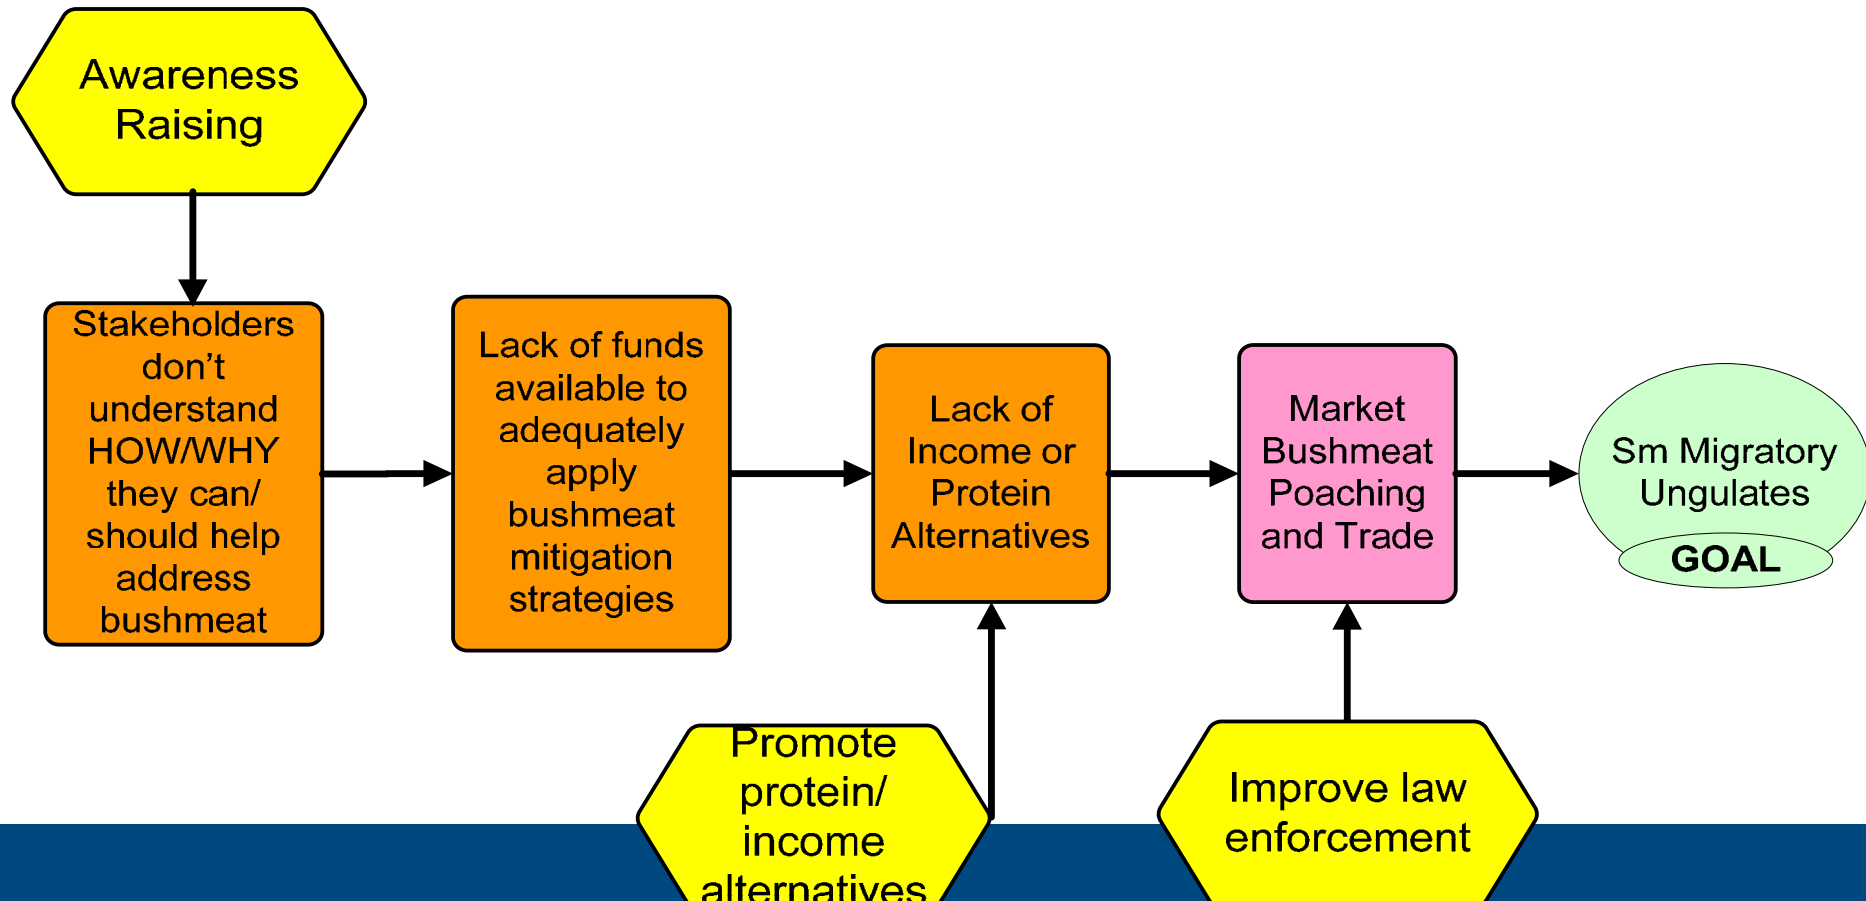 Awareness
Raising
Stakeholders
don’t
understand
HOW/WHY
they can/
should help
address
bushmeat
Lack of funds
available to
adequately
apply
bushmeat
mitigation
strategies
Lack of
Income or
Protein
Alternatives
Market
Bushmeat
Poaching
and Trade
Sm Migratory
Ungulates
GOAL
Promote
protein/
income
alternatives
Improve law
enforcement